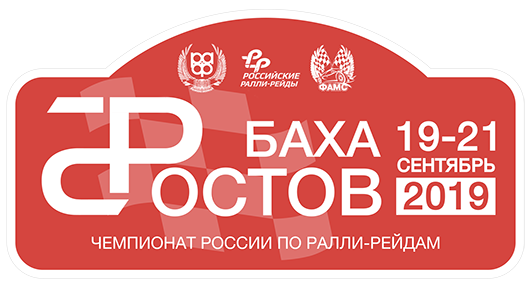 РОССИЙСКИЕ
РАЛЛИ-РЕЙДЫ
ФАМС
БАХА
РОСТОВ
19-21
СЕНТЯБРЬ
2019
ЧЕМПИОНАТ РОССИИ ПО РАЛЛИ-РЕЙДАМ